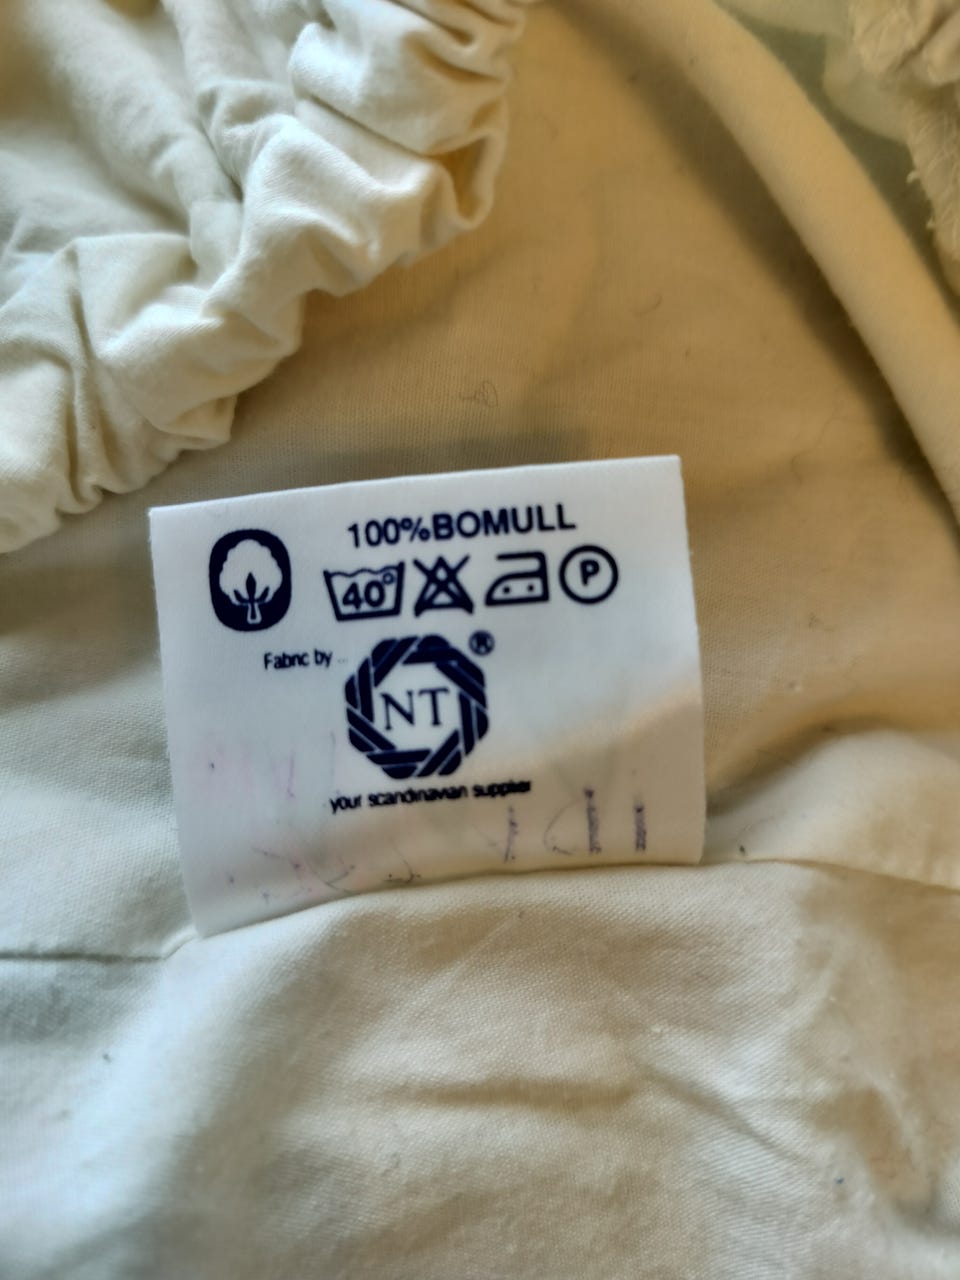 100%BOMULL
40°
P
Fabric by
®
NT
your scandinavian supplier